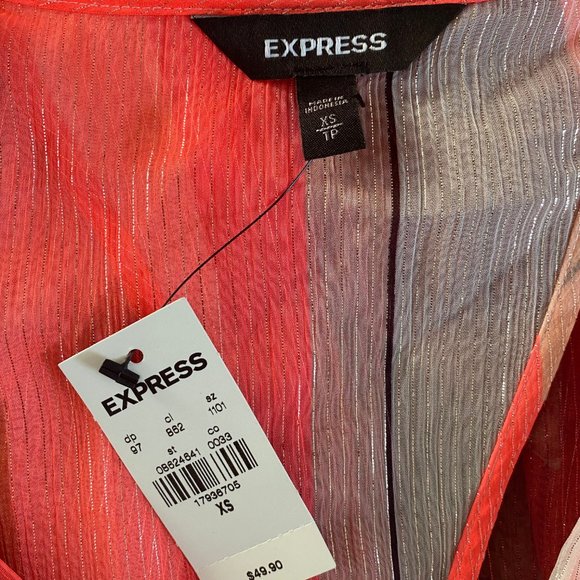 EXPRESS
MADE IN
INDONESIA
XS
TP
EXPRESS
dp cl sz
97 882 1101
st co
08824641 0033
17936705
XS
$49.90